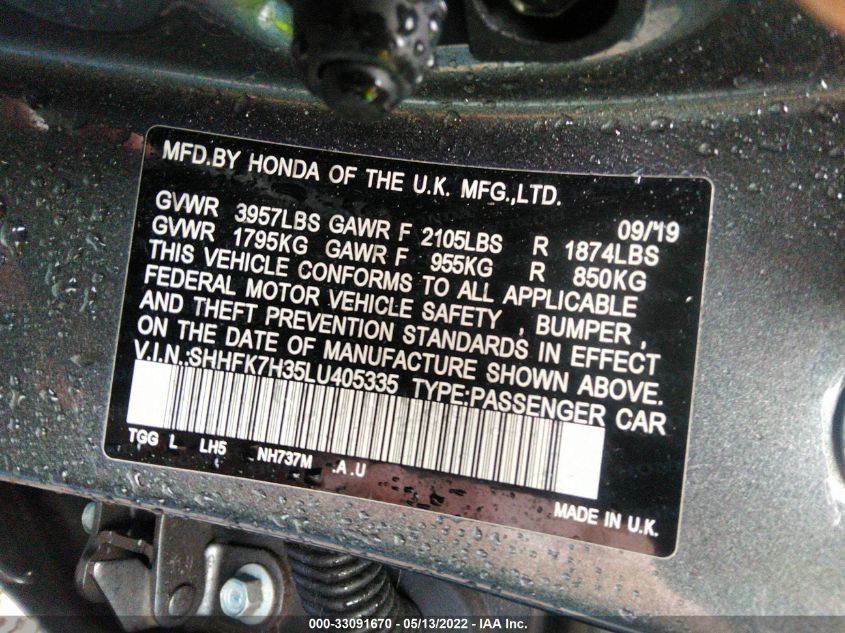 MFD.BY HONDA OF THE U.K. MFG.,LTD.
09/'19
GVWR 3957LBS GAWR F 2105LBS R 1874LBS
GVWR 1795KG GAWR F 955KG R 850KG
THIS VEHICLE CONFORMS TO ALL APPLICABLE
FEDERAL MOTOR VEHICLE SAFETY , BUMPER ,
AND THEFT PREVENTION STANDARDS IN EFFECT
ON THE DATE OF MANUFACTURE SHOWN ABOVE.
V.I.N.:SHHFK7H35LU405335 TYPE:PASSENGER CAR
TGG L LH5 NH737M .A.U
MADE IN U.K.
000-33091670 - 05/13/2022 - IAA Inc.